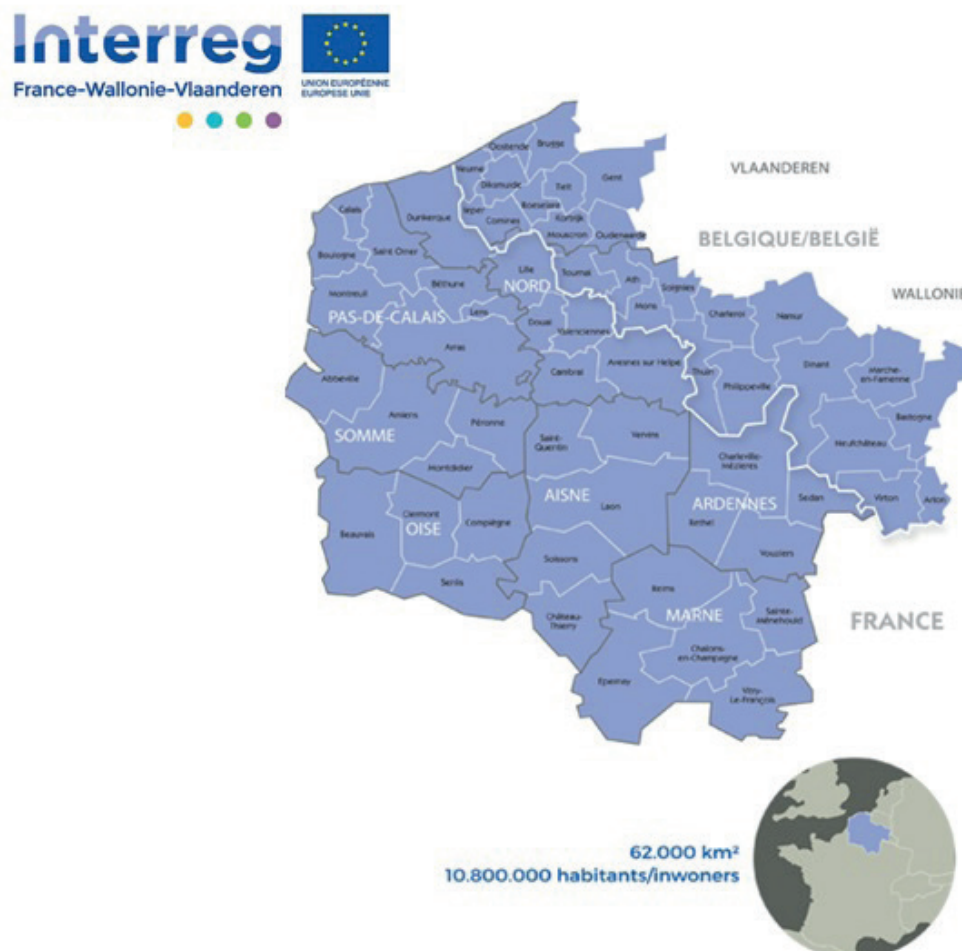 Interreg
France-Wallonie-Vlaanderen
UNION EUROPÉENNE
EUROPESE UNIE
VLAANDEREN
BELGIQUE/BELGIË
WALLONIE
FRANCE
Oostende
Brugge
Veurne
Diksmuide
Tielt
Gent
Roeselare
Ieper
Kortrijk
Comines
Mouscron
Oudenaarde
Calais
Dunkerque
Boulogne
Saint Omer
Lille
NORD
Tournai
Ath
Soignies
Mons
Montreuil
Béthune
PAS-DE-CALAIS
Lens
Douai
Valenciennes
Charleroi
Namur
Arras
Cambrai
Avesnes sur Helpe
Thuin
Philippeville
Dinant
Marche-
en-Famenne
Bastogne
Abbeville
Amiens
Péronne
SOMME
Montdidier
Saint-
Quentin
Vervins
Charleville-
Mézières
Neufchâteau
Sedan
Virton
Arlon
AISNE
Laon
ARDENNES
Rethel
Vouziers
Beauvais
Clermont
OISE
Compiègne
Senlis
Soissons
Château-
Thierry
Reims
MARNE
Sainte-
Ménehould
Chalons-
en-Champagne
Epernay
Vitry-
Le-François
62.000 km²
10.800.000 habitants/inwoners